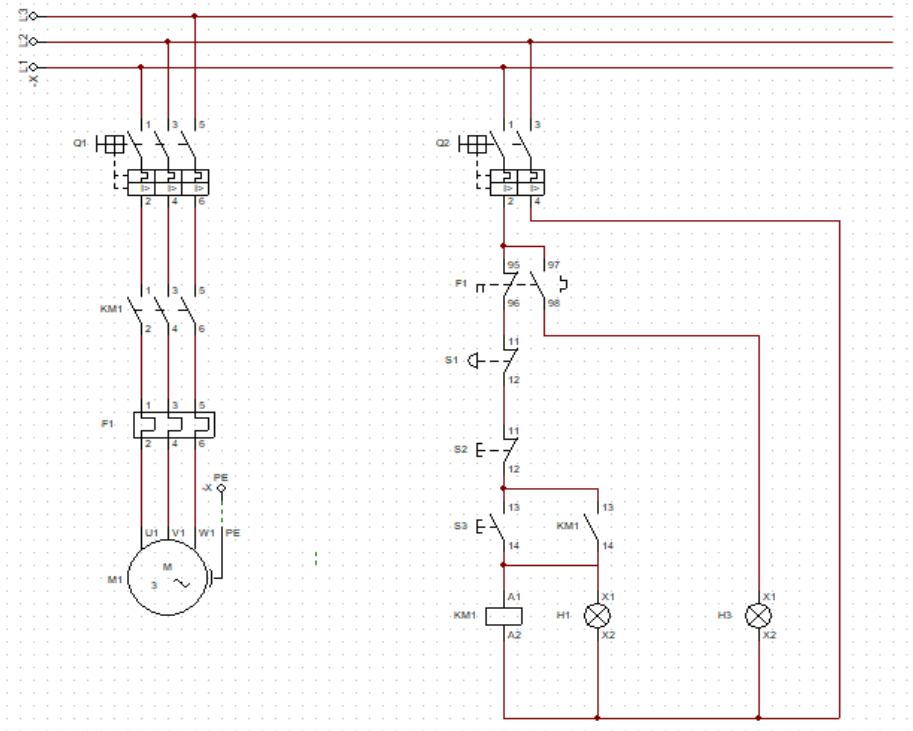 L3
L2
L1
-X
Q1
1 3 5
I> I> I>
2 4 6
Q2
1 3
I> I>
2 4
KM1
1 3 5
2 4 6
F1
95 97
96 98
S1
11
12
F1
1 3 5
2 4 6
S2
11
12
PE
-X
U1 V1 W1 PE
M1
M
3
S3
13
14
KM1
13
14
KM1
A1
A2
H1
X1
X2
H3
X1
X2